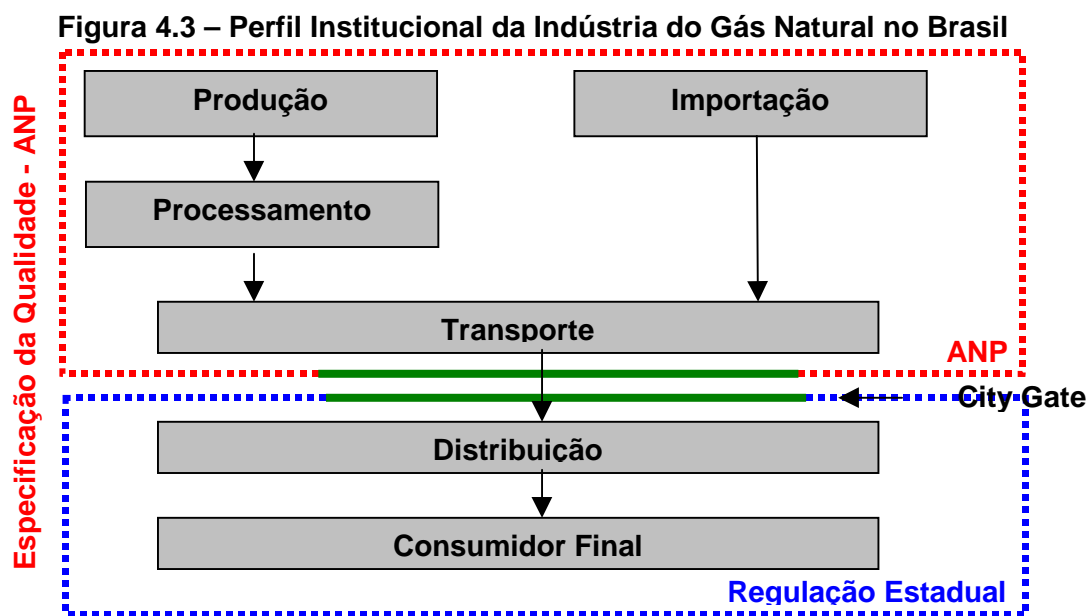 Figura 4.3 – Perfil Institucional da Indústria do Gás Natural no Brasil
Especificação da Qualidade - ANP
Produção
Importação
Processamento
Transporte
ANP
City Gate
Distribuição
Consumidor Final
Regulação Estadual